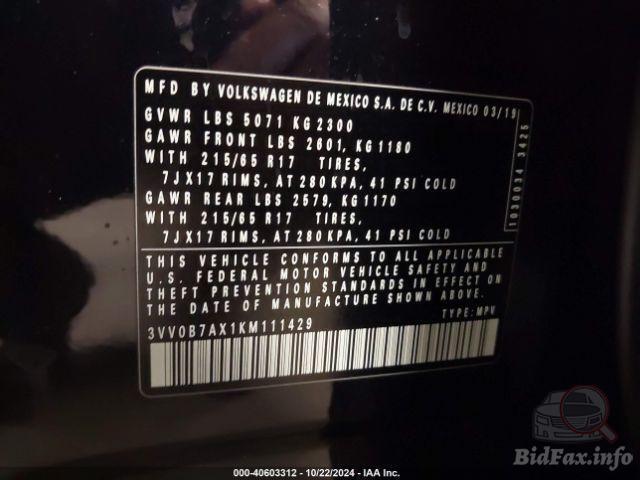 MFD BY VOLKSWAGEN DE MEXICO S.A. DE C.V. MEXICO 03/19
GVWR LBS 5071 KG 2300
GAWR FRONT LBS 2601, KG 1180
WITH 215/65 R17 TIRES,
7JX17 RIMS, AT 280 KPA, 41 PSI COLD
GAWR REAR LBS 2579, KG 1170
WITH 215/65 R17 TIRES,
7JX17 RIMS, AT 280 KPA, 41 PSI COLD
1030034 3425
THIS VEHICLE CONFORMS TO ALL APPLICABLE
U.S. FEDERAL MOTOR VEHICLE SAFETY AND
THEFT PREVENTION STANDARDS IN EFFECT ON
THE DATE OF MANUFACTURE SHOWN ABOVE.
3VV0B7AX1KM111429 TYPE: MPV
000-40603312 - 10/22/2024 - IAA Inc.
BidFax.info